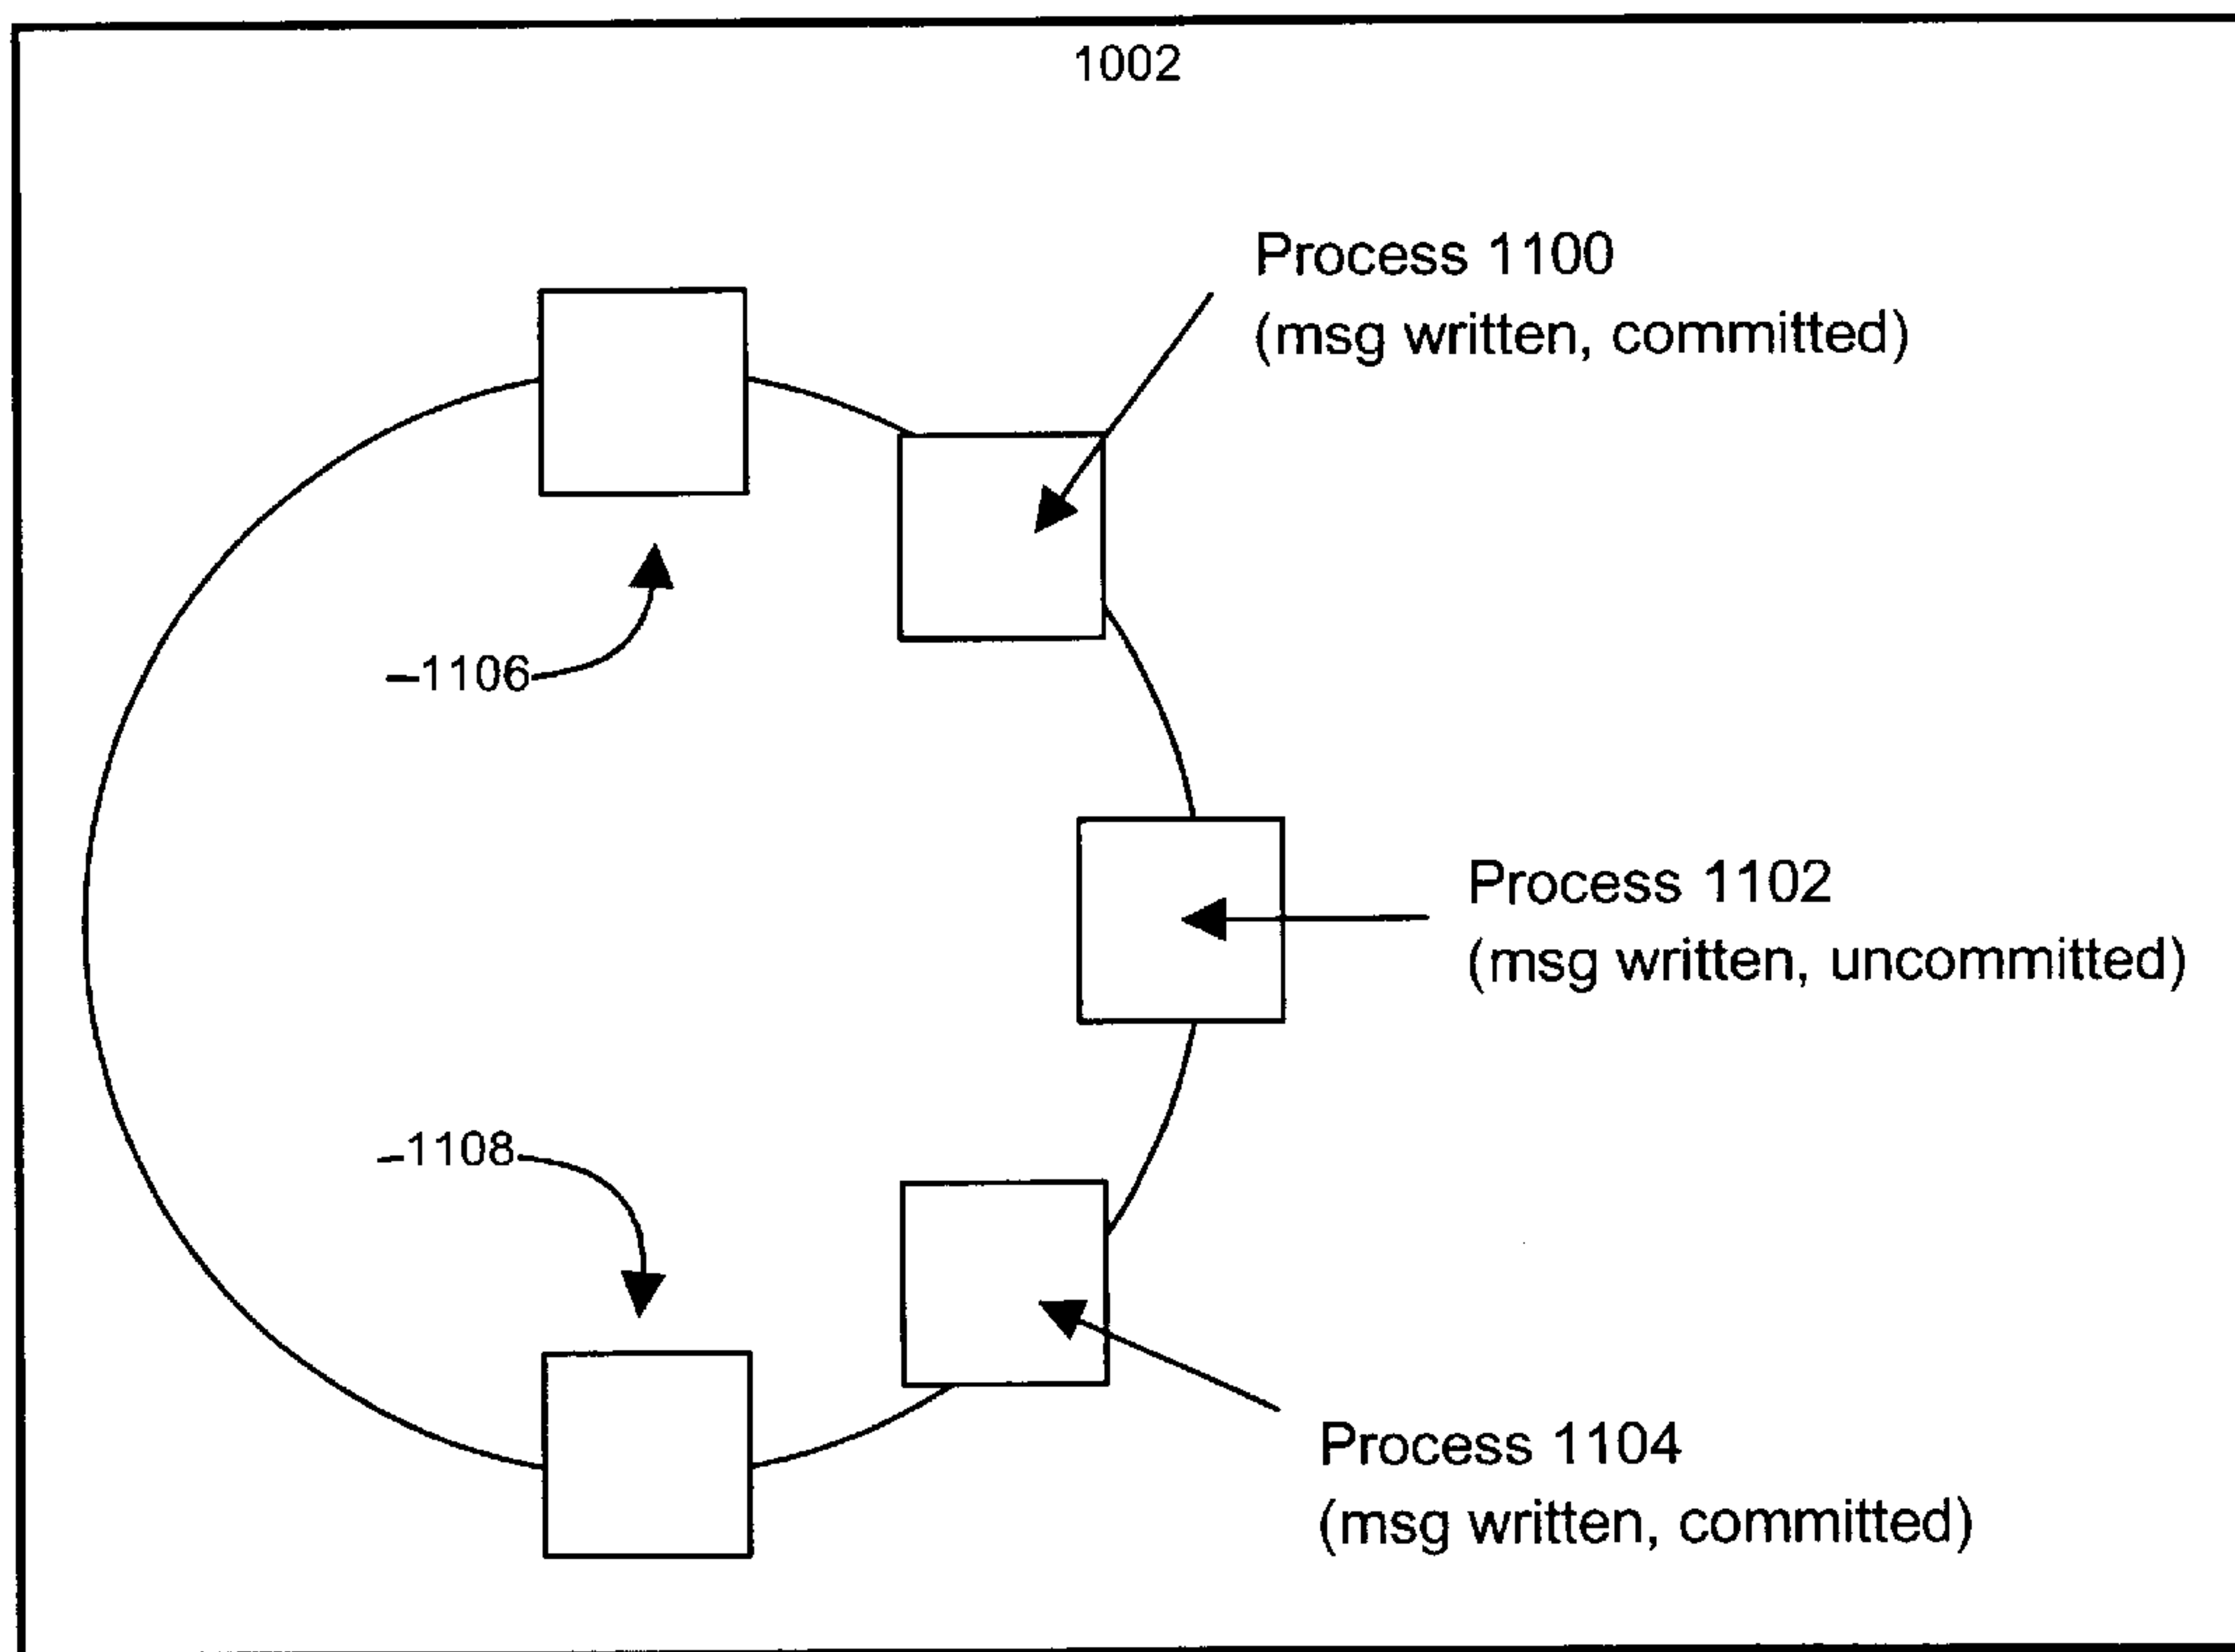 1002
Process 1100
(msg written, committed)
1106
Process 1102
(msg written, uncommitted)
1108
Process 1104
(msg written, committed)